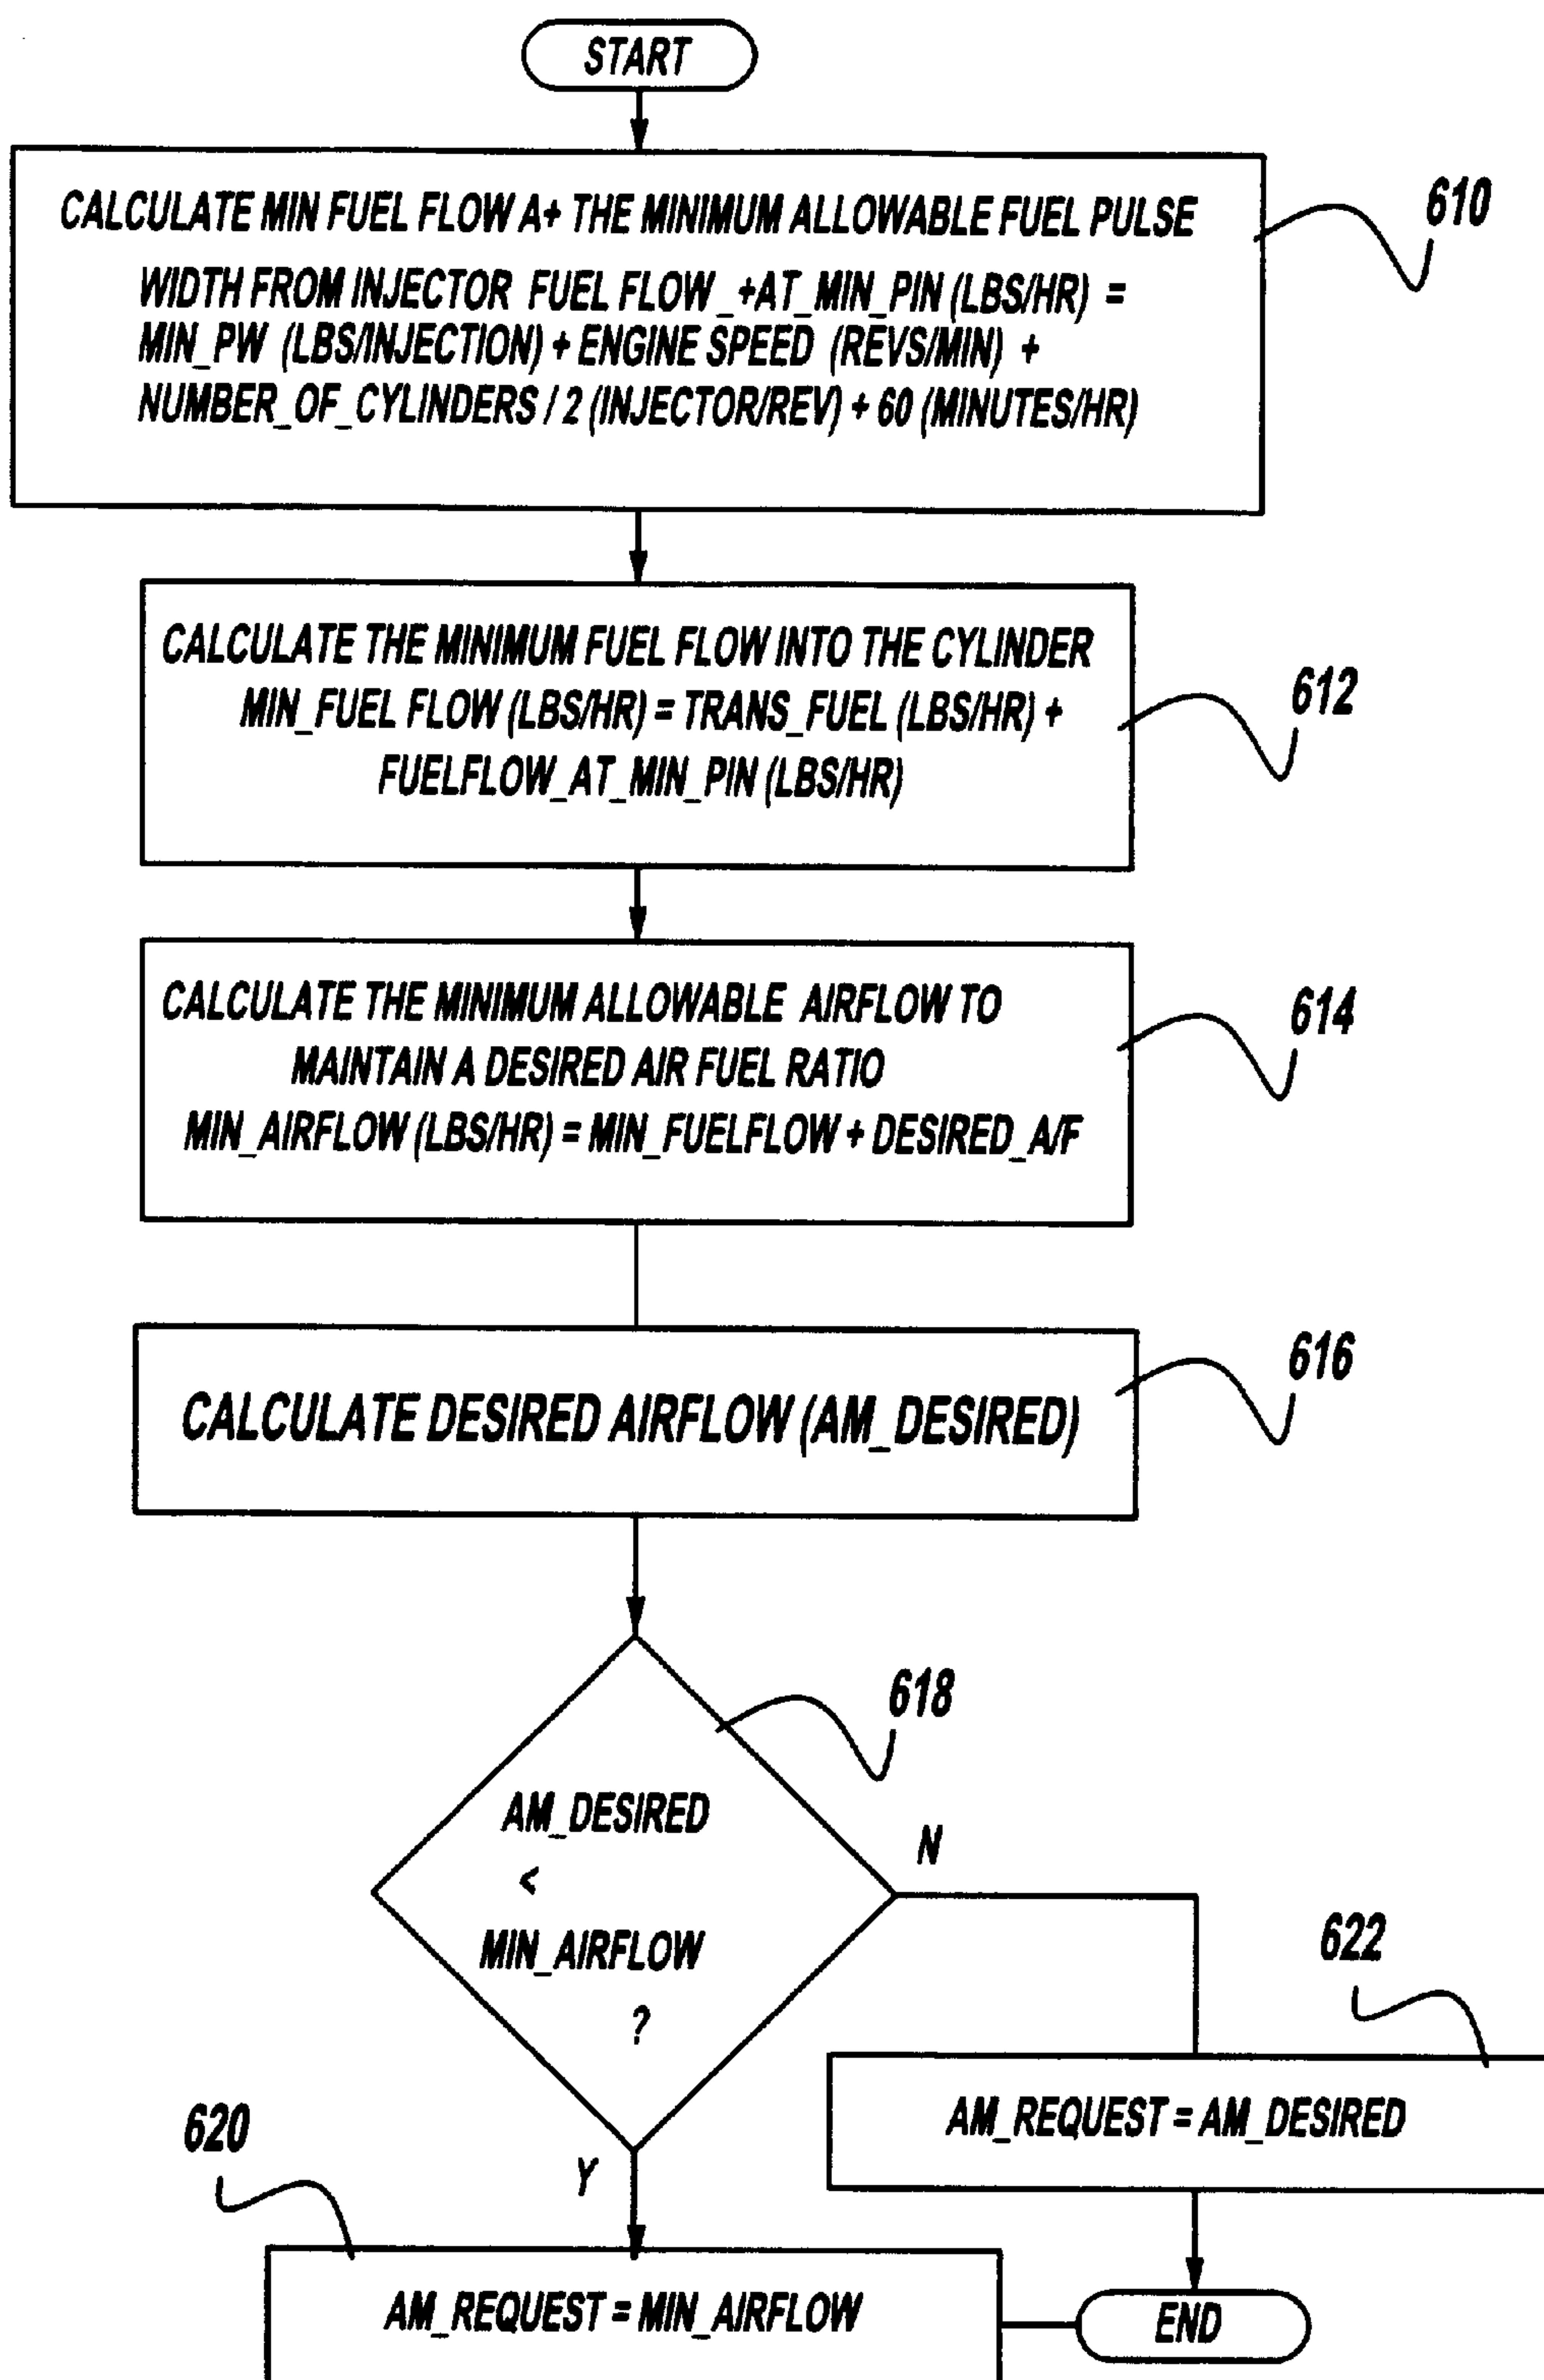 START
CALCULATE MIN FUEL FLOW A+ THE MINIMUM ALLOWABLE FUEL PULSE
WIDTH FROM INJECTOR FUEL FLOW_+AT_MIN_PIN (LBS/HR) =
MIN_PW (LBS/INJECTION) + ENGINE SPEED (REVS/MIN) +
NUMBER_OF_CYLINDERS / 2 (INJECTOR/REV) + 60 (MINUTES/HR)
610
CALCULATE THE MINIMUM FUEL FLOW INTO THE CYLINDER
MIN_FUEL FLOW (LBS/HR) = TRANS_FUEL (LBS/HR) +
FUELFLOW_AT_MIN_PIN (LBS/HR)
612
CALCULATE THE MINIMUM ALLOWABLE AIRFLOW TO
MAINTAIN A DESIRED AIR FUEL RATIO
MIN_AIRFLOW (LBS/HR) = MIN_FUELFLOW + DESIRED_A/F
614
CALCULATE DESIRED AIRFLOW (AM_DESIRED)
616
618
AM_DESIRED
<
MIN_AIRFLOW
?
N
622
AM_REQUEST = AM_DESIRED
Y
620
AM_REQUEST = MIN_AIRFLOW
END